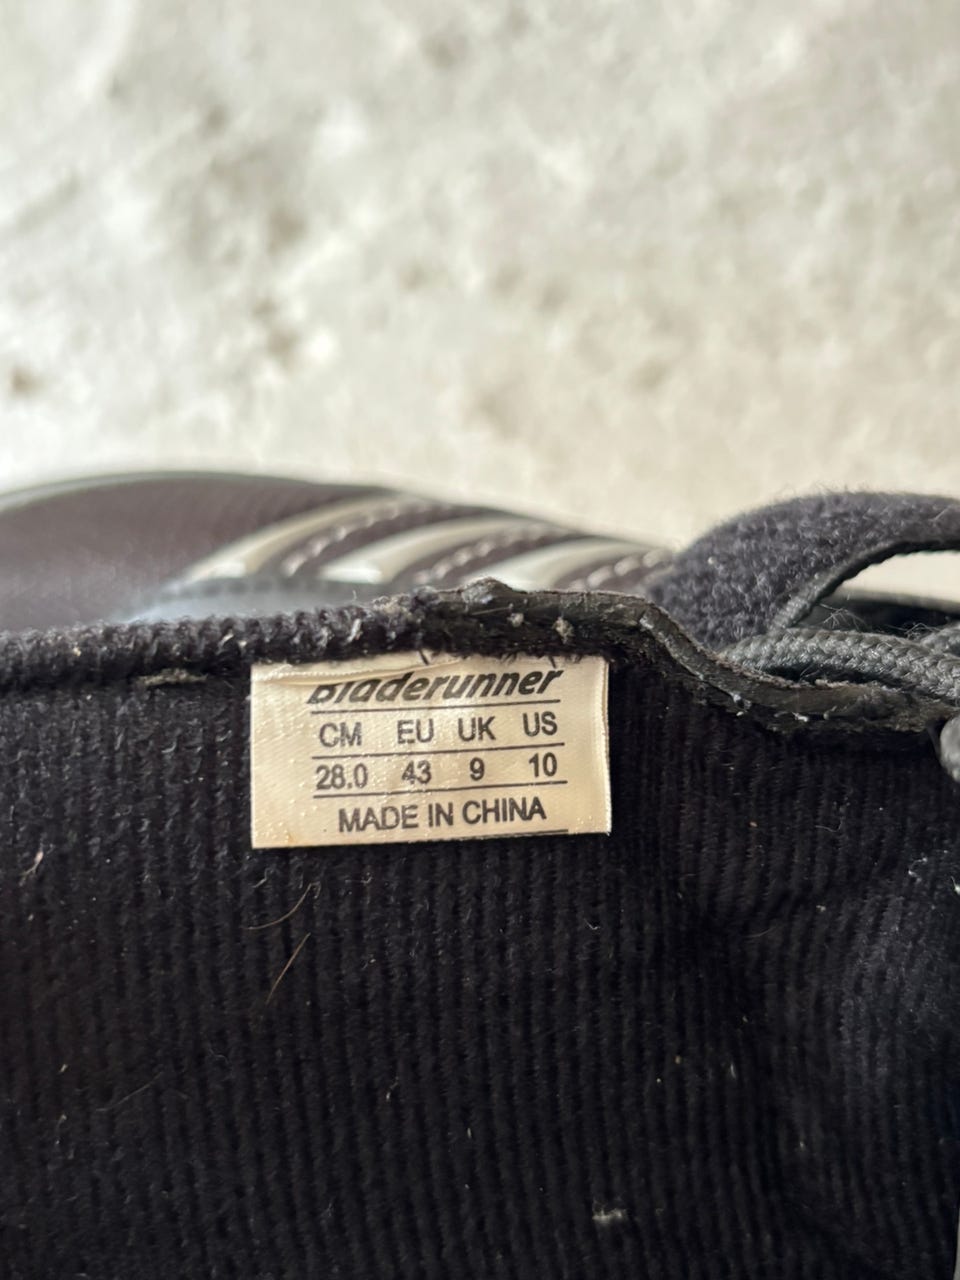 Bladerunner
CM EU UK US
28.0 43 9 10
MADE IN CHINA